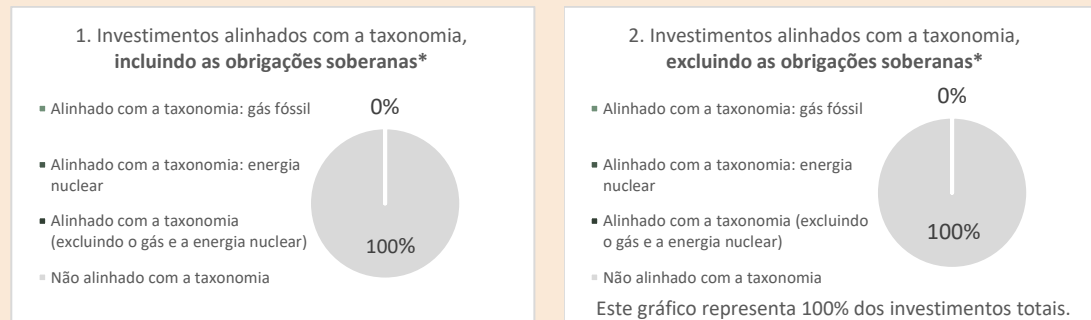 1. Investimentos alinhados com a taxonomia,
incluindo as obrigações soberanas*
Alinhado com a taxonomia: gás fóssil
Alinhado com a taxonomia: energia
nuclear
Alinhado com a taxonomia
(excluindo o gás e a energia nuclear)
Não alinhado com a taxonomia
0%
100%
2. Investimentos alinhados com a taxonomia,
excluindo as obrigações soberanas*
Alinhado com a taxonomia: gás fóssil
Alinhado com a taxonomia: energia
nuclear
Alinhado com a taxonomia (excluindo
o gás e a energia nuclear)
Não alinhado com a taxonomia
0%
100%
Este gráfico representa 100% dos investimentos totais.